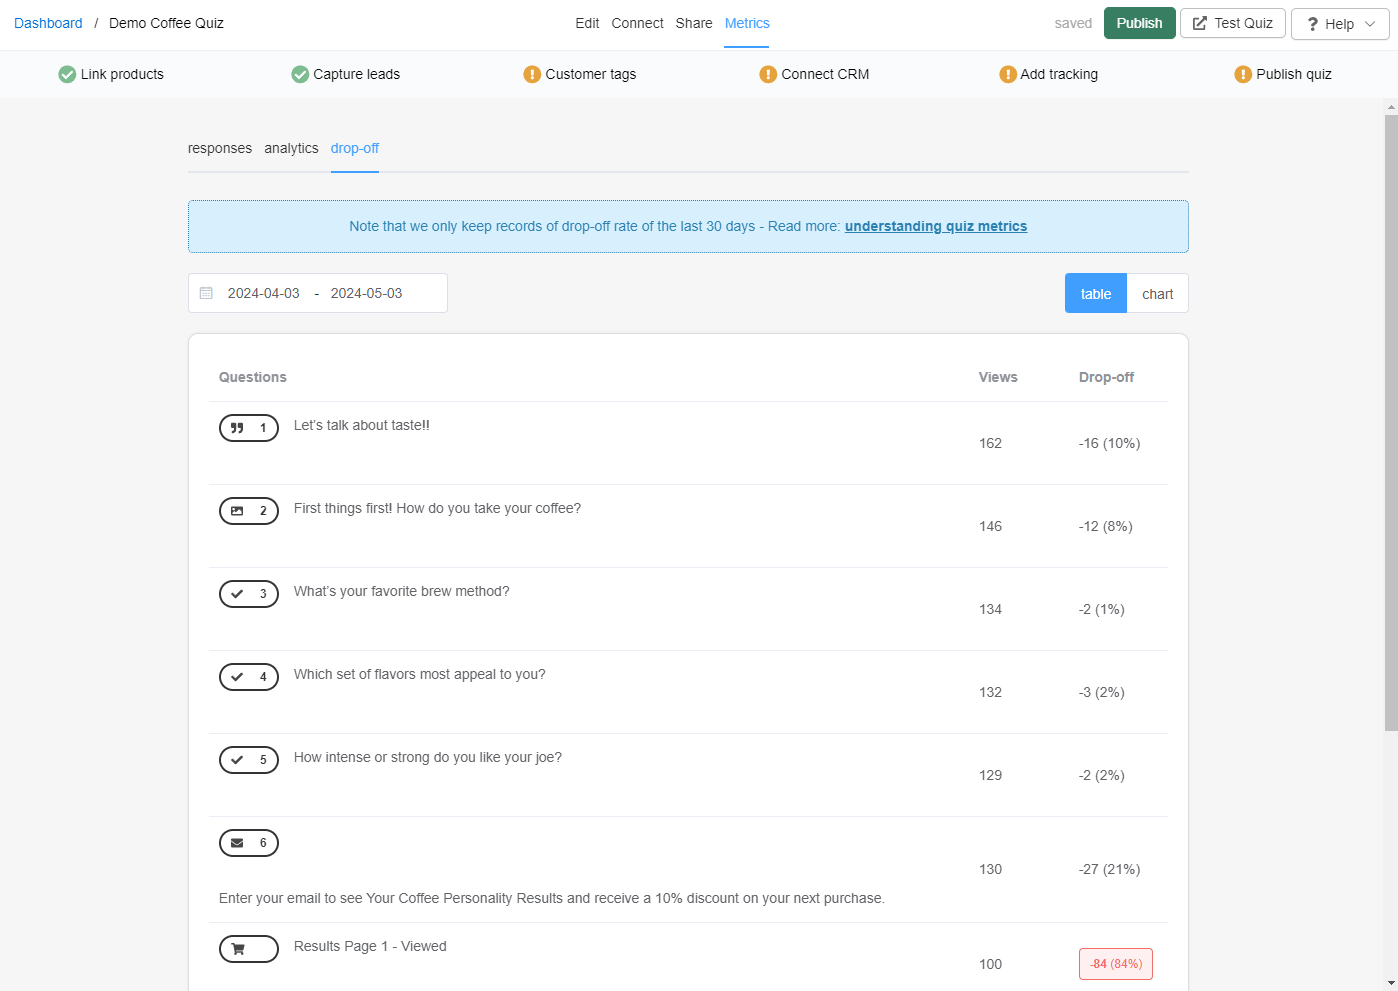 Dashboard / Demo Coffee Quiz Edit Connect Share Metrics saved Publish Test Quiz ? Help
Link products Capture leads Customer tags Connect CRM Add tracking Publish quiz
responses analytics drop-off
Note that we only keep records of drop-off rate of the last 30 days - Read more: understanding quiz metrics
2024-04-03 - 2024-05-03 table chart
Questions Views Drop-off
1 Let's talk about taste!!
162 -16 (10%)
2 First things first! How do you take your coffee?
146 -12 (8%)
3 What's your favorite brew method?
134 -2 (1%)
4 Which set of flavors most appeal to you?
132 -3 (2%)
5 How intense or strong do you like your joe?
129 -2 (2%)
6
130 -27 (21%)
Enter your email to see Your Coffee Personality Results and receive a 10% discount on your next purchase.
Results Page 1 - Viewed
100 -84 (84%)